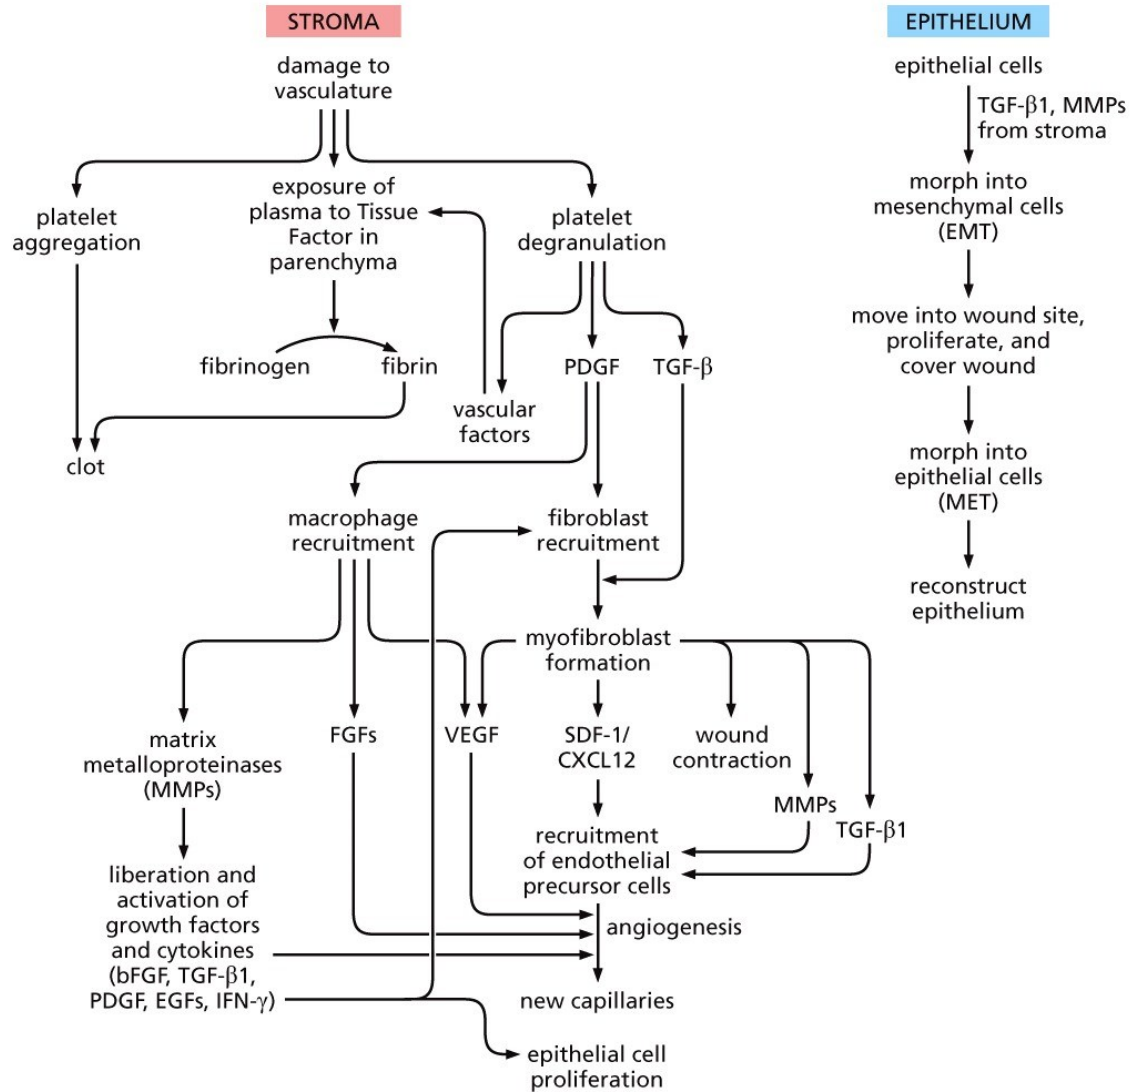 STROMA
damage to
vasculature
platelet
aggregation
exposure of
plasma to Tissue
Factor in
parenchyma
platelet
degranulation
fibrinogen
fibrin
vascular
factors
PDGF
TGF-β
clot
macrophage
recruitment
fibroblast
recruitment
myofibroblast
formation
matrix
metalloproteinases
(MMPs)
FGFs
VEGF
SDF-1/
CXCL12
wound
contraction
MMPs
TGF-β1
liberation and
activation of
growth factors
and cytokines
(bFGF, TGF-β1,
PDGF, EGFs, IFN-γ)
recruitment
of endothelial
precursor cells
angiogenesis
new capillaries
epithelial cell
proliferation
EPITHELIUM
epithelial cells
TGF-β1, MMPs
from stroma
morph into
mesenchymal cells
(EMT)
move into wound site,
proliferate, and
cover wound
morph into
epithelial cells
(MET)
reconstruct
epithelium